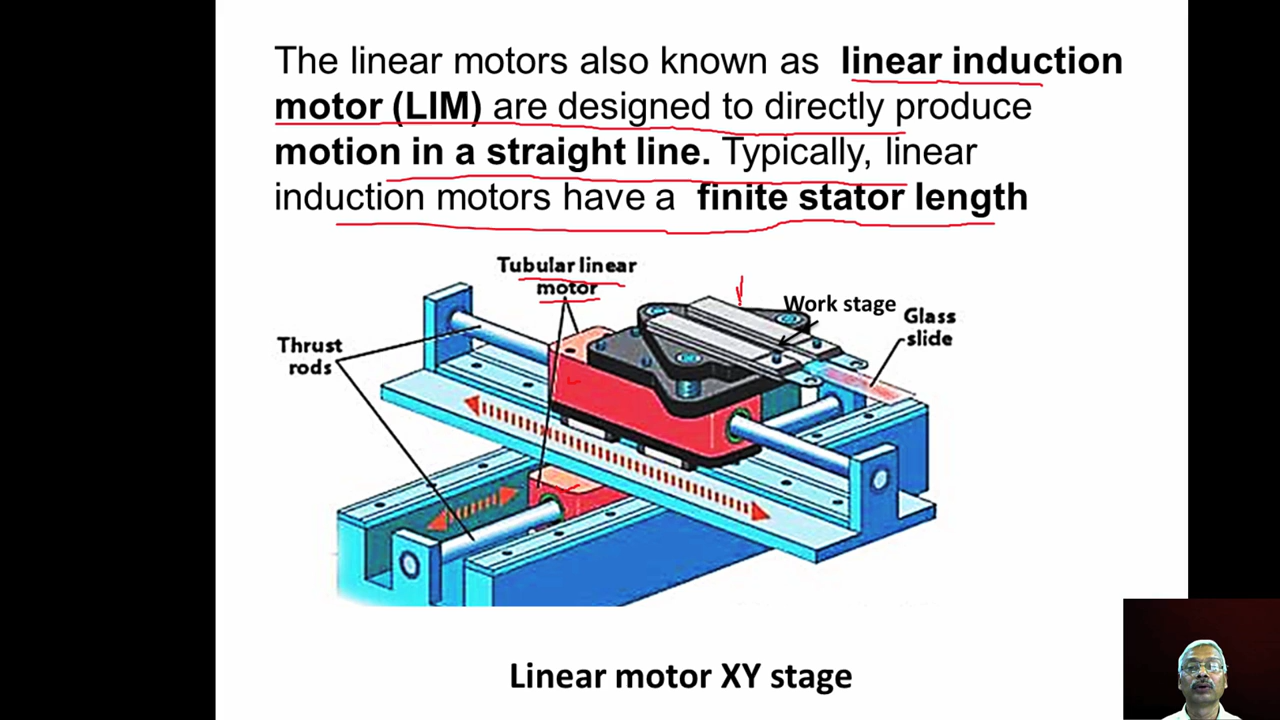 The linear motors also known as linear induction
motor (LIM) are designed to directly produce
motion in a straight line. Typically, linear
induction motors have a finite stator length
Tubular linear
motor
Work stage
Glass
slide
Thrust
rods
Linear motor XY stage